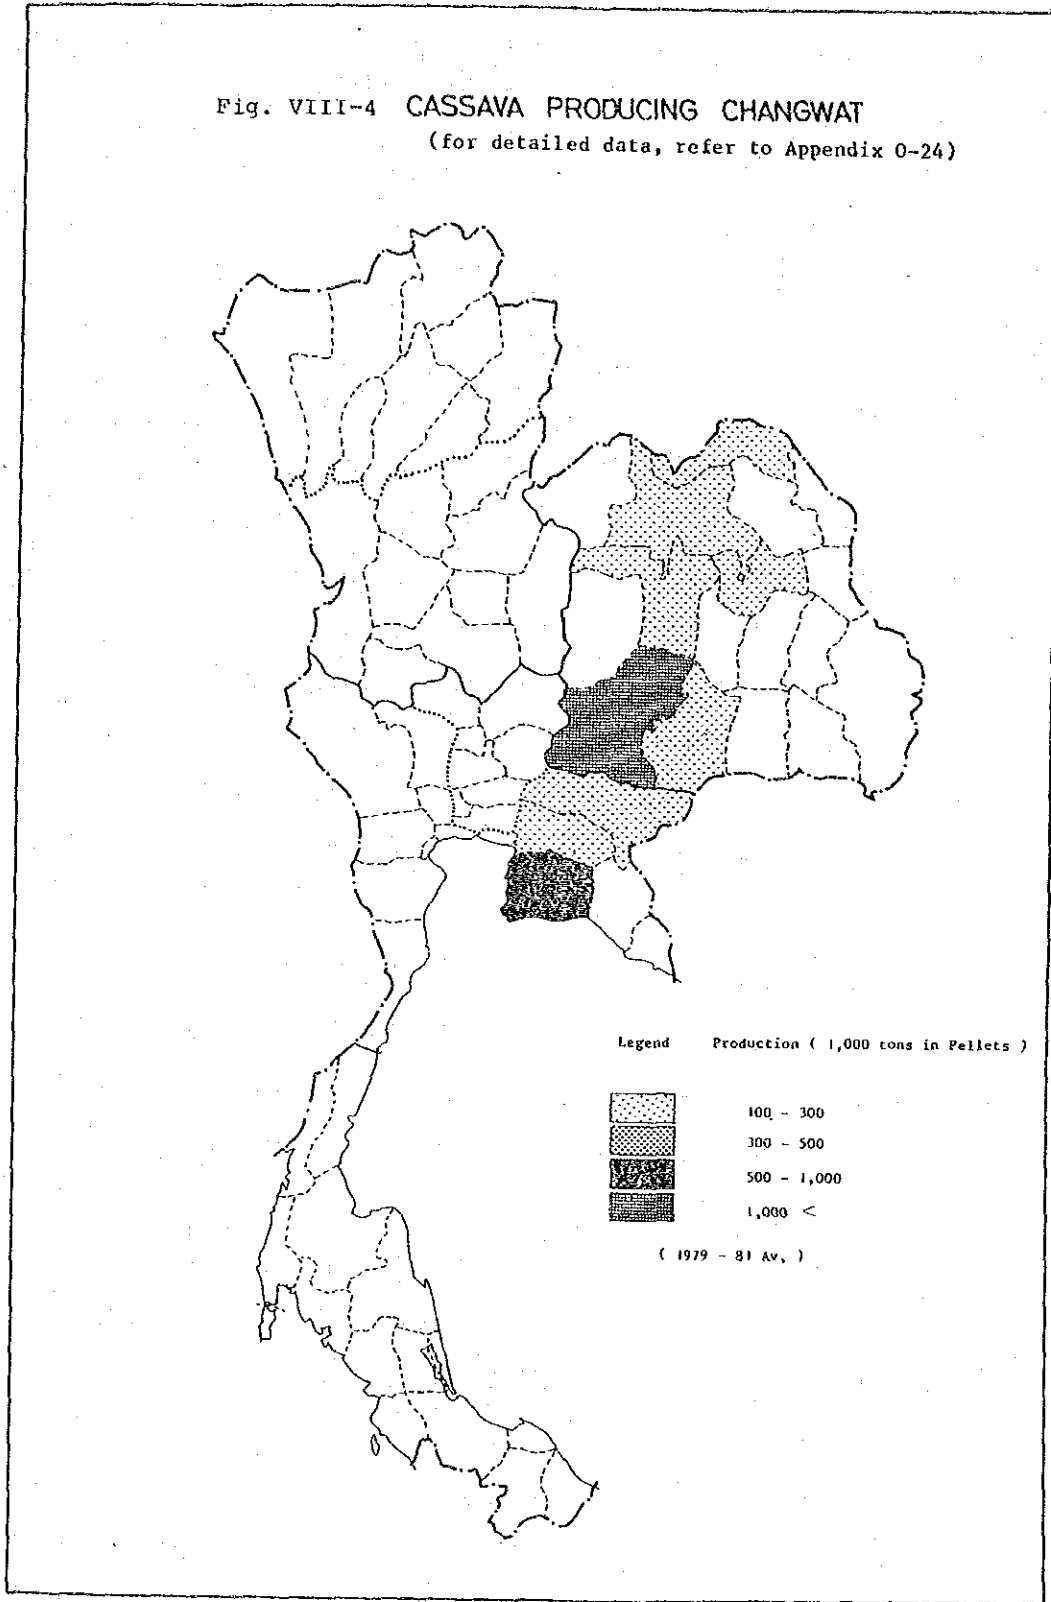 Fig. VIII-4 CASSAVA PRODUCING CHANGWAT
(for detailed data, refer to Appendix O-24)
Legend Production ( 1,000 tons in Pellets )
100 - 300
300 - 500
500 - 1,000
1,000 <
( 1979 - 81 Av. )